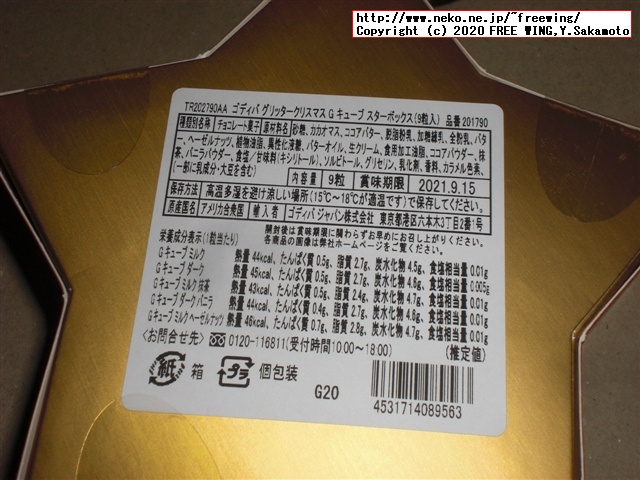 http://www.neko.ne.jp/~freewing/
Copyright (c) 2020 FREE WING,Y.Sakamoto
TR202790AA ゴディバ グリッタークリスマス G キューブ スターボックス(9粒入) 品番 201790
種類別名称 チョコレート菓子 原材料名 砂糖、カカオマス、ココアバター、脱脂粉乳、加糖練乳、全粉乳、バター、ヘーゼルナッツ、植物油脂、異性化液糖、バターオイル、生クリーム、食用加工油脂、ココアパウダー、抹茶、バニラパウダー、食塩/甘味料(キシリトール)、ソルビトール、グリセリン、乳化剤、香料、カラメル色素、(一部に乳成分・大豆を含む)
内容量 9粒 賞味期限 2021.9.15
保存方法 高温多湿を避け涼しい場所(15℃〜18℃が適温です)で保存してください。
原産国名 アメリカ合衆国 輸入者 ゴディバ ジャパン株式会社 東京都港区六本木3丁目2番1号
開封後は賞味期限に関わらずお早めにお召し上がりください。
各商品の栄養成分は弊社ホームページをご覧ください。
栄養成分表示(1粒当たり)
Gキューブ ミルク 熱量 44kcal、たんぱく質 0.5g、脂質 2.7g、炭水化物 4.5g、食塩相当量 0.01g
Gキューブ ダーク 熱量 45kcal、たんぱく質 0.5g、脂質 2.7g、炭水化物 4.6g、食塩相当量 0.005g
Gキューブ ミルク 抹茶 熱量 43kcal、たんぱく質 0.5g、脂質 2.4g、炭水化物 4.7g、食塩相当量 0.01g
Gキューブ ダーク バニラ 熱量 44kcal、たんぱく質 0.4g、脂質 2.7g、炭水化物 4.6g、食塩相当量 0.01g
Gキューブ ミルク ヘーゼルナッツ 熱量 46kcal、たんぱく質 0.7g、脂質 2.8g、炭水化物 4.7g、食塩相当量 0.01g
<お問合せ先> 0120-116811(受付時間10:00〜18:00) (推定値)
紙 箱 プラ 個包装
G20
4531714089563